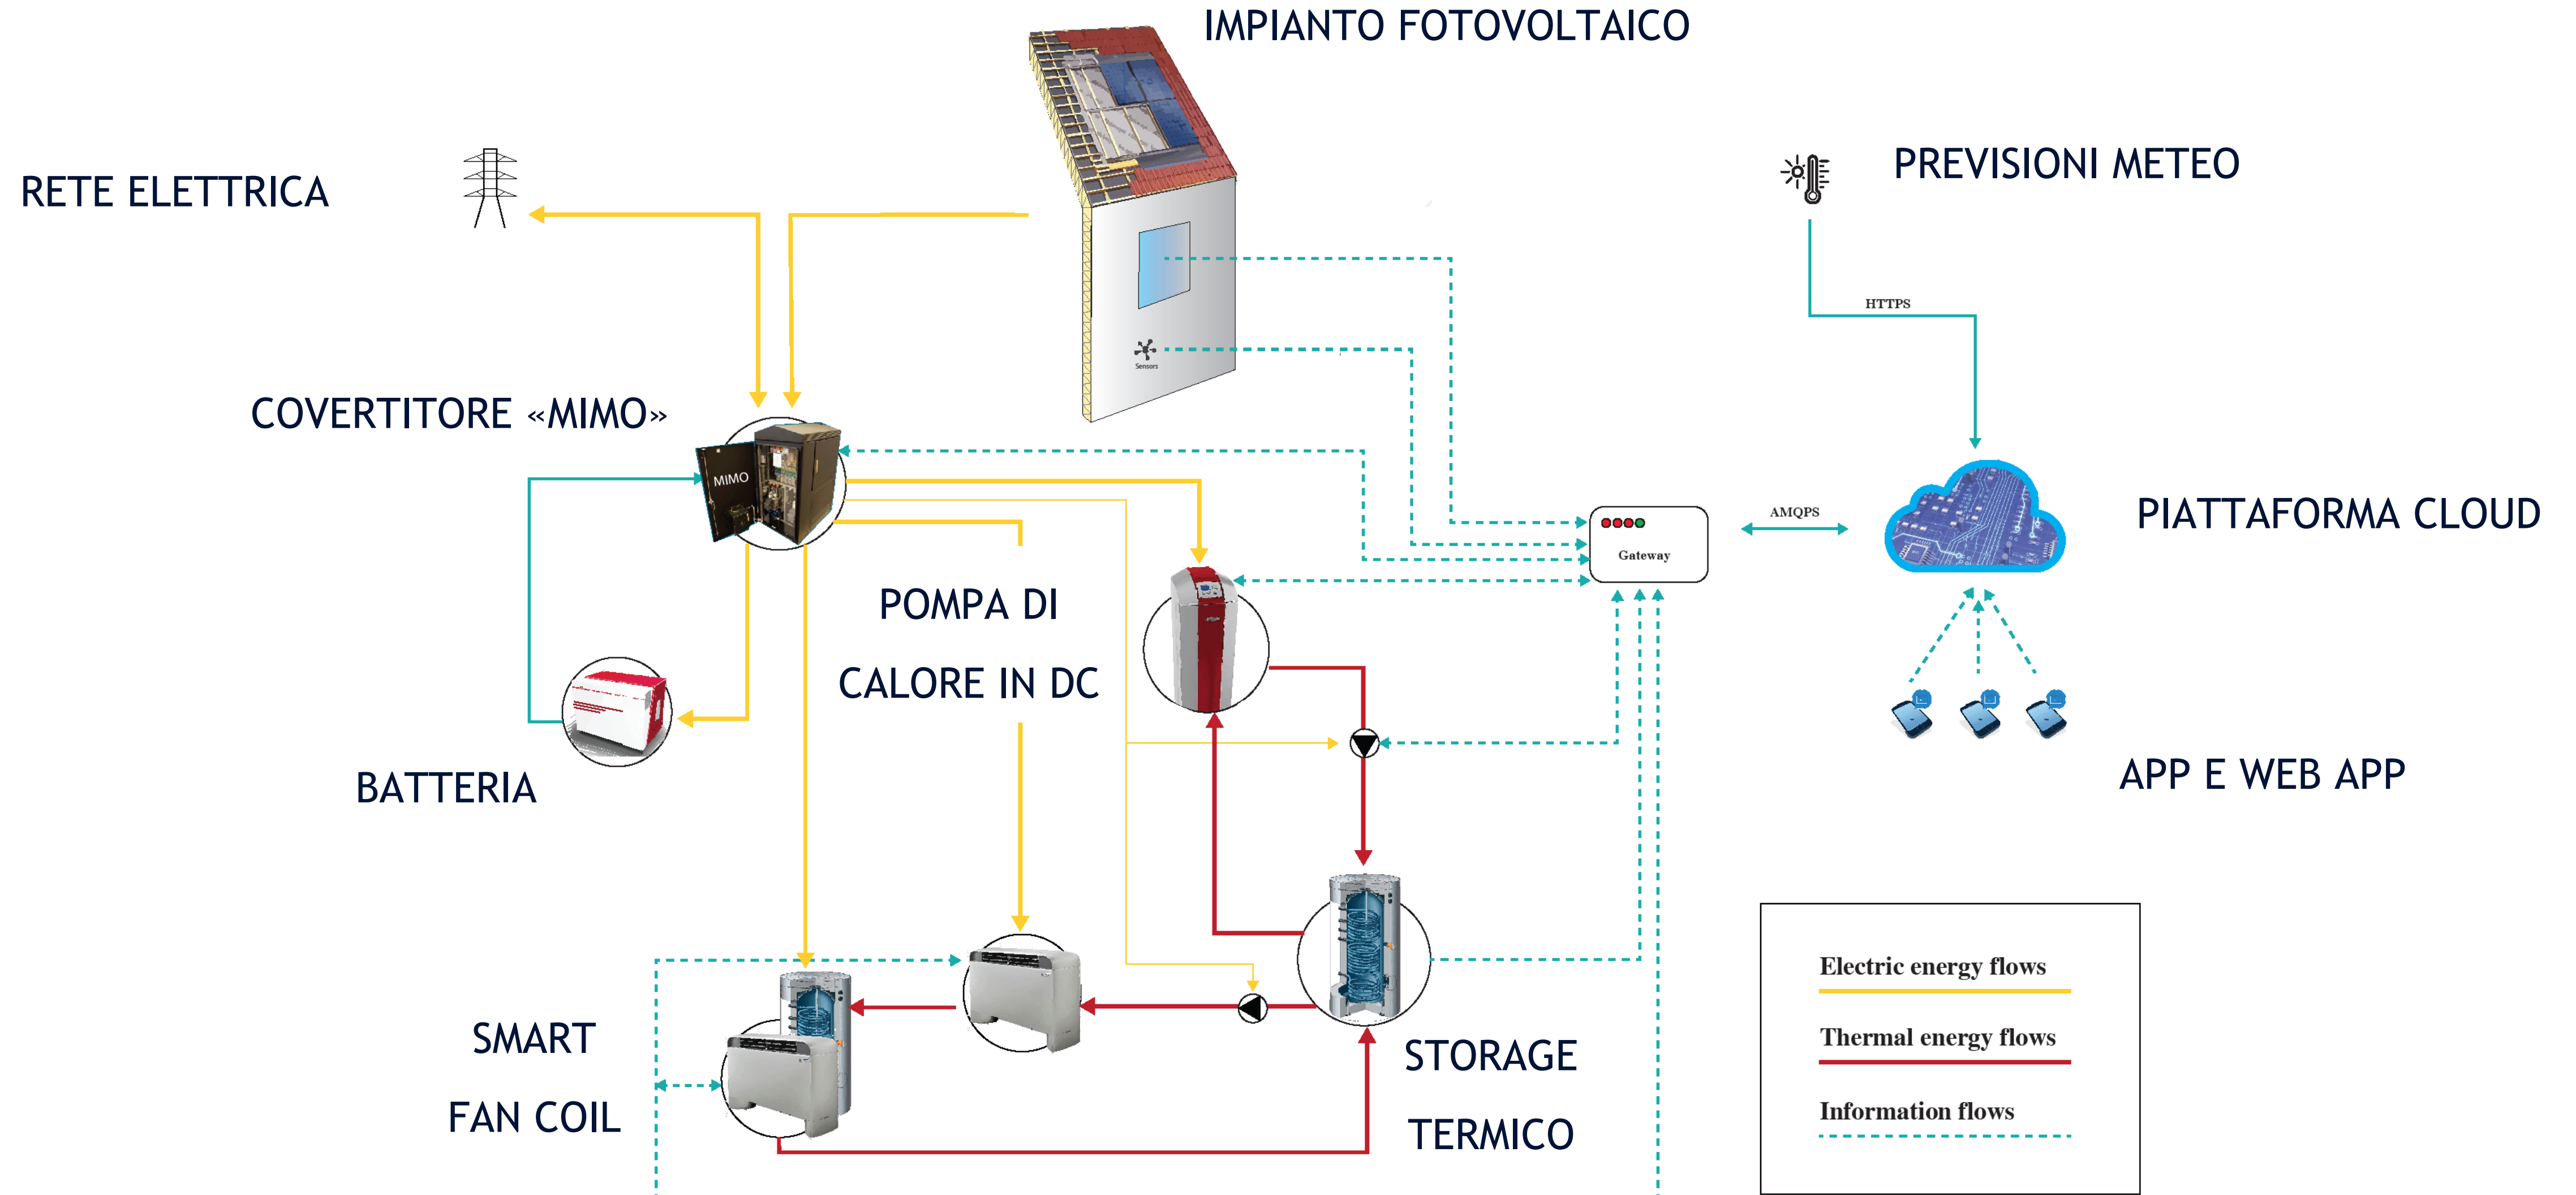 IMPIANTO FOTOVOLTAICO
RETE ELETTRICA
PREVISIONI METEO
HTTPS
Sensors
COVERTITORE «MIMO»
MIMO
AMQPS
Gateway
PIATTAFORMA CLOUD
POMPA DI
CALORE IN DC
BATTERIA
APP E WEB APP
SMART
FAN COIL
STORAGE
TERMICO
Electric energy flows
Thermal energy flows
Information flows